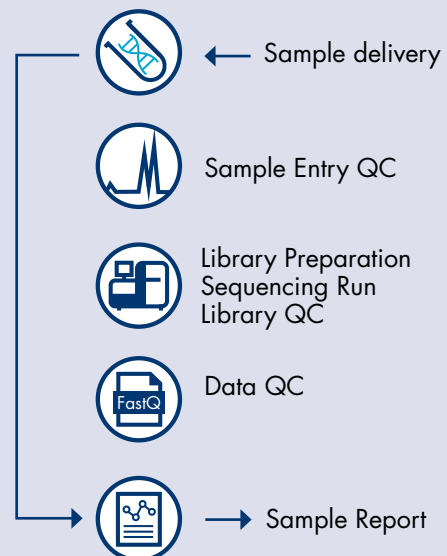 Sample delivery
Sample Entry QC
Library Preparation
Sequencing Run
Library QC
FastQ
Data QC
Sample Report